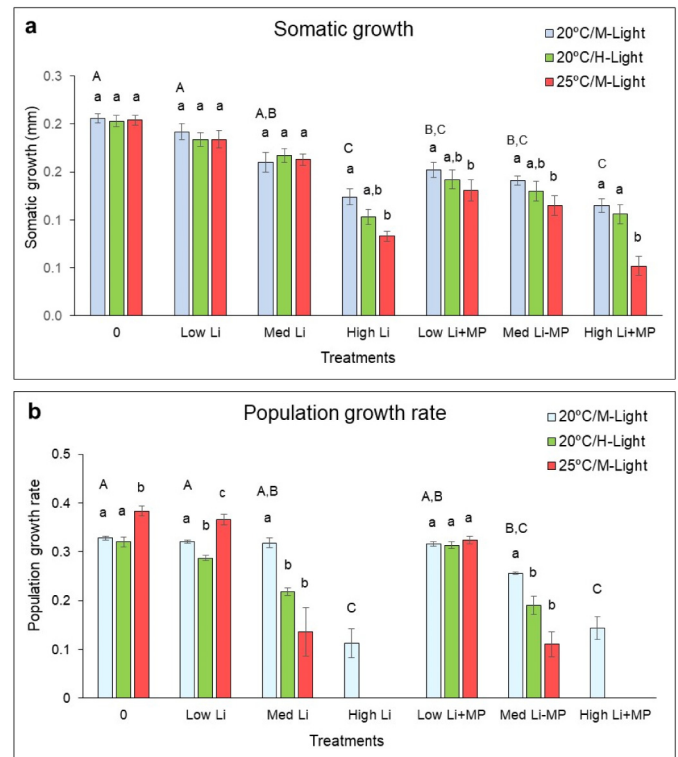 a
Somatic growth
20ºC/M-Light
20ºC/H-Light
25ºC/M-Light
Somatic growth (mm)
0.3
0.2
0.2
0.1
0.1
0.0
A A A,B C B,C B,C C
a a a a a a a a a a a,b b a a,b b a a,b b a a b
0 Low Li Med Li High Li Low Li+MP Med Li-MP High Li+MP
Treatments
b
Population growth rate
20ºC/M-Light
20ºC/H-Light
25ºC/M-Light
Population growth rate
0.5
0.4
0.3
0.2
0.1
0
A A A,B C A,B B,C C
a a b a b c a b b a a a a b b
0 Low Li Med Li High Li Low Li+MP Med Li-MP High Li+MP
Treatments